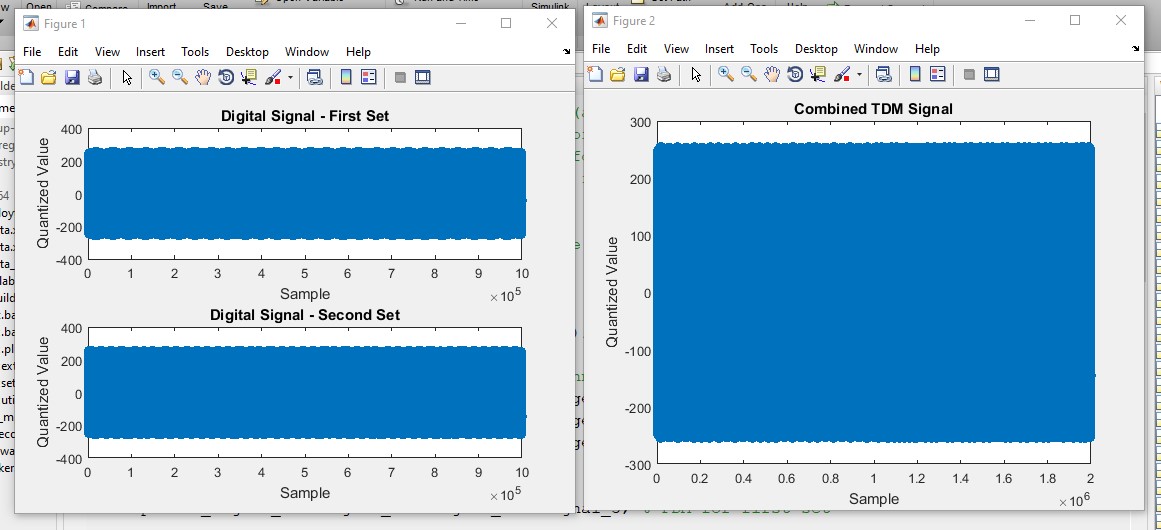 Open
Import
Save
Simulink
Figure 1
File Edit View Insert Tools Desktop Window Help
Digital Signal - First Set
Quantized Value
400
200
0
-200
-400
0 1 2 3 4 5 6 7 8 9 10
×10^5
Sample
Digital Signal - Second Set
Quantized Value
400
200
0
-200
-400
0 1 2 3 4 5 6 7 8 9 10
×10^5
Sample
Figure 2
File Edit View Insert Tools Desktop Window Help
Combined TDM Signal
Quantized Value
300
200
100
0
-100
-200
-300
0 0.2 0.4 0.6 0.8 1 1.2 1.4 1.6 1.8 2
×10^6
Sample